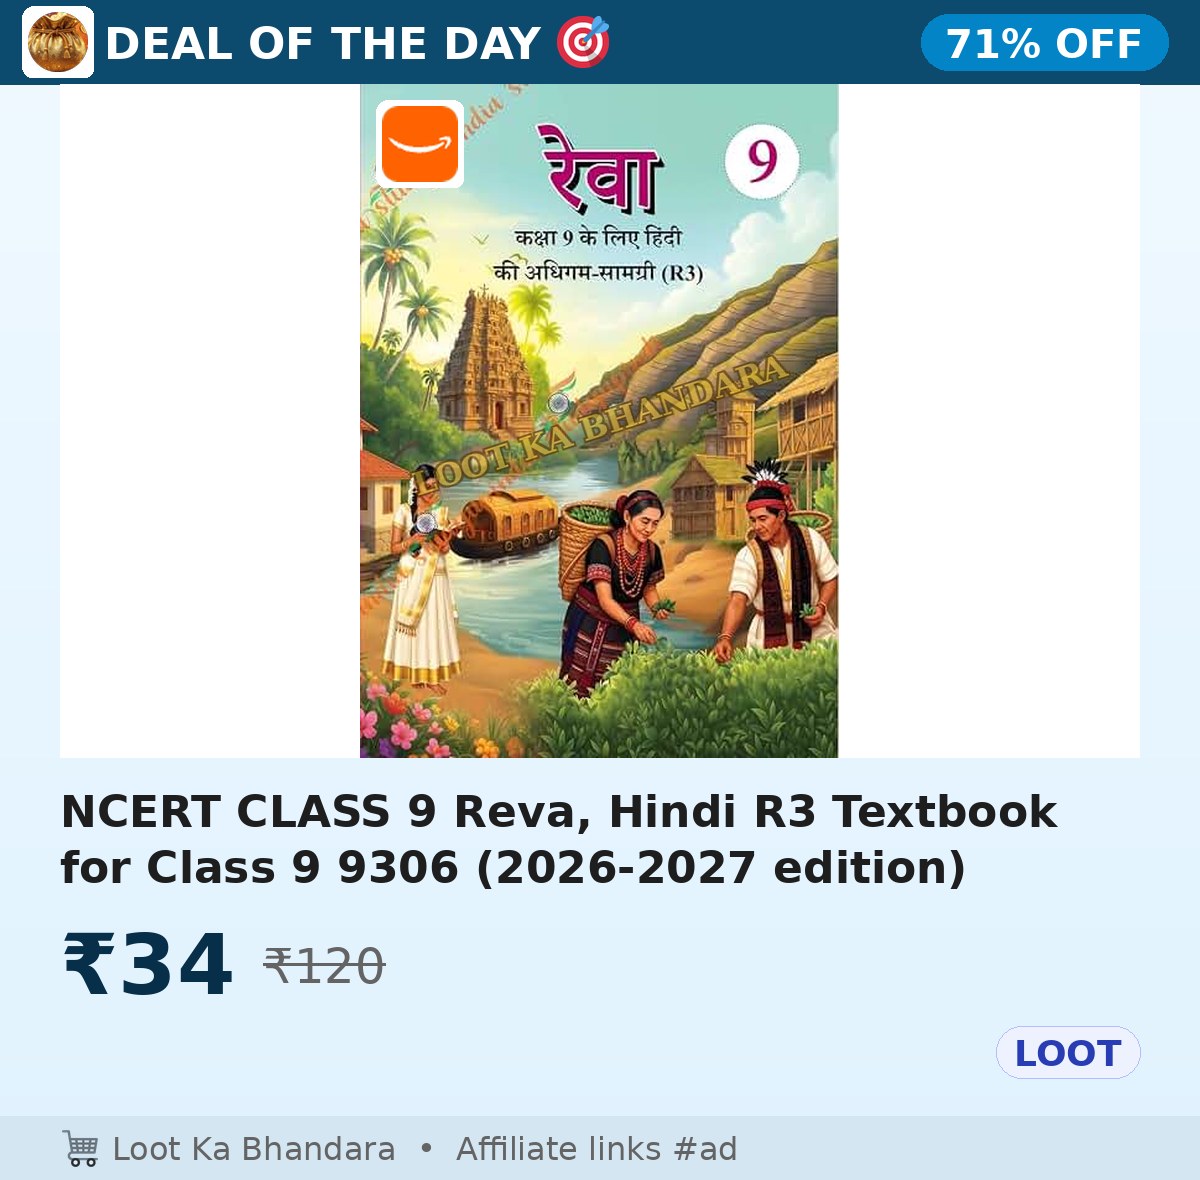 DEAL OF THE DAY
71% OFF
रेवा
9
कक्षा 9 के लिए हिंदी
की अधिगम-सामग्री (R3)
LOOT KA BHANDARA
NCERT CLASS 9 Reva, Hindi R3 Textbook
for Class 9 9306 (2026-2027 edition)
₹34 ₹120
LOOT
Loot Ka Bhandara • Affiliate links #ad